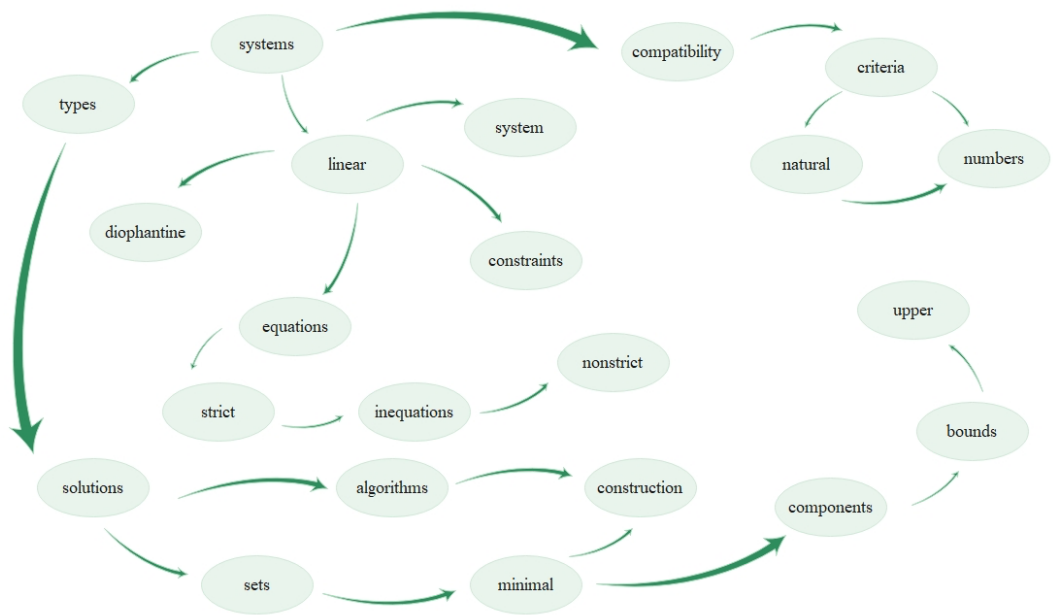 systems
compatibility
criteria
types
system
linear
natural
numbers
diophantine
constraints
equations
upper
nonstrict
strict
inequations
bounds
solutions
algorithms
construction
components
sets
minimal